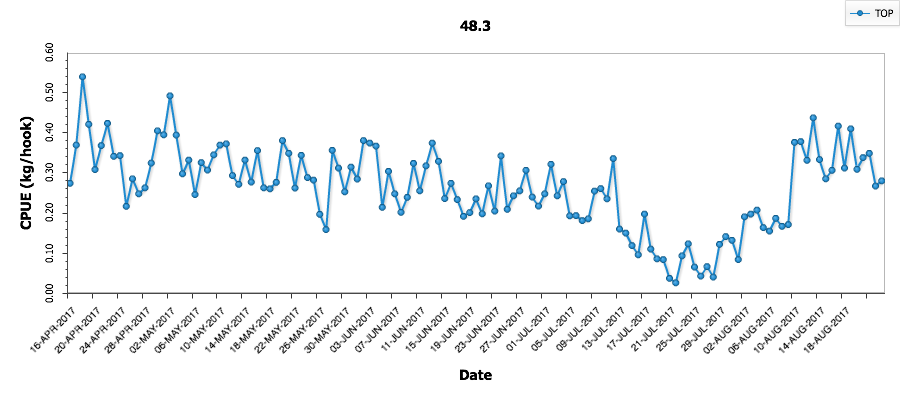 TOP
48.3
CPUE (kg/hook)
0.60
0.50
0.40
0.30
0.20
0.10
0.00
16-APR-2017
20-APR-2017
24-APR-2017
28-APR-2017
02-MAY-2017
06-MAY-2017
10-MAY-2017
14-MAY-2017
18-MAY-2017
22-MAY-2017
26-MAY-2017
30-MAY-2017
03-JUN-2017
07-JUN-2017
11-JUN-2017
15-JUN-2017
19-JUN-2017
23-JUN-2017
27-JUN-2017
01-JUL-2017
05-JUL-2017
09-JUL-2017
13-JUL-2017
17-JUL-2017
21-JUL-2017
25-JUL-2017
29-JUL-2017
02-AUG-2017
06-AUG-2017
10-AUG-2017
14-AUG-2017
18-AUG-2017
Date